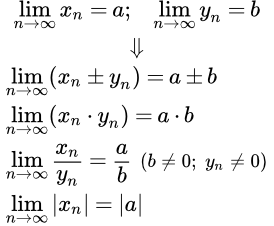 lim_{n→∞} x_n = a;   lim_{n→∞} y_n = b
⇓
lim_{n→∞} (x_n ± y_n) = a ± b
lim_{n→∞} (x_n · y_n) = a · b
lim_{n→∞} x_n/y_n = a/b (b ≠ 0; y_n ≠ 0)
lim_{n→∞} |x_n| = |a|